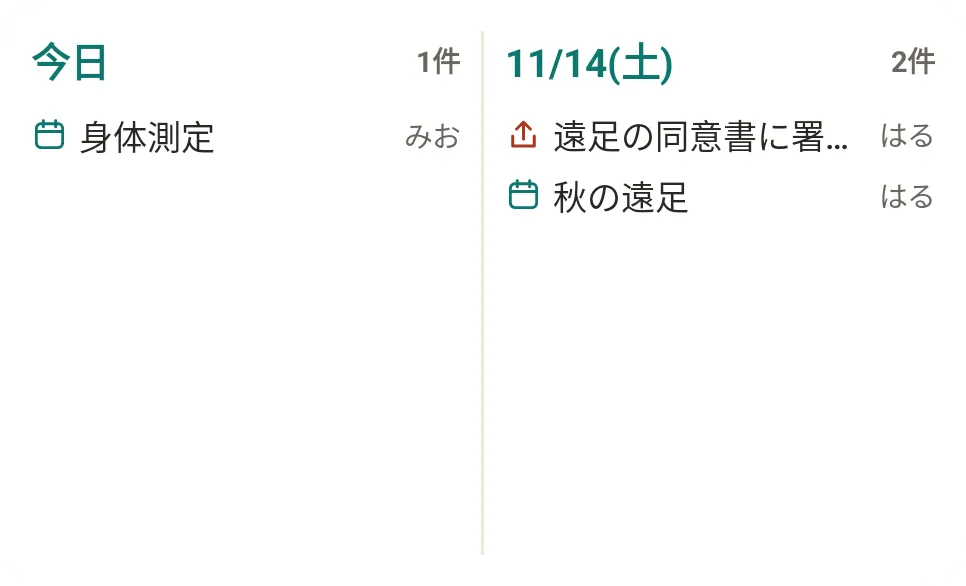 今日 1件
身体測定 みお
11/14(土) 2件
遠足の同意書に署… はる
秋の遠足 はる